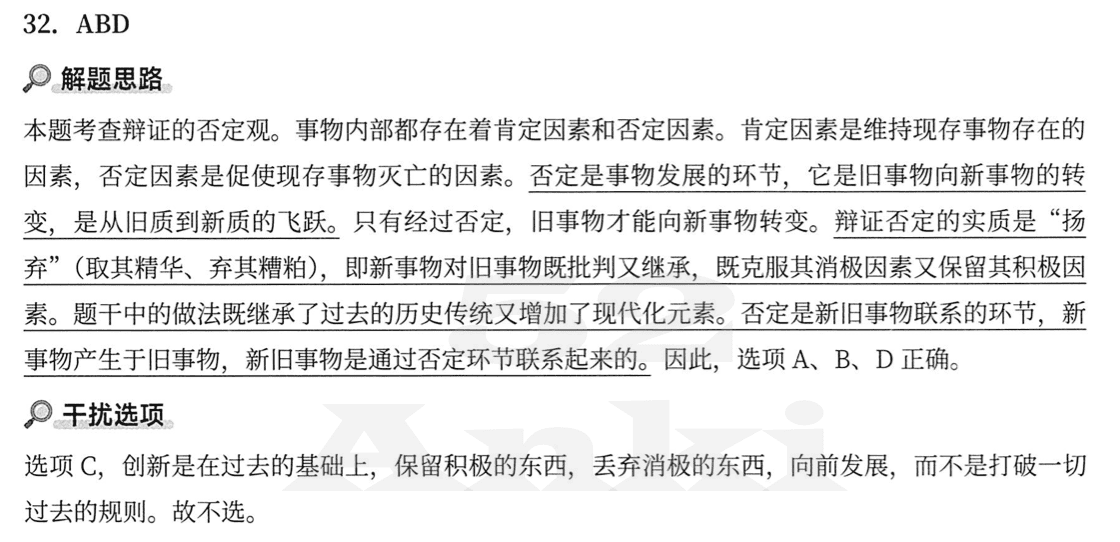 32. ABD
解题思路
本题考查辩证的否定观。事物内部都存在着肯定因素和否定因素。肯定因素是维持现存事物存在的
因素，否定因素是促使现存事物灭亡的因素。否定是事物发展的环节，它是旧事物向新事物的转
变，是从旧质到新质的飞跃。只有经过否定，旧事物才能向新事物转变。辩证否定的实质是“扬
弃”（取其精华、弃其糟粕），即新事物对旧事物既批判又继承，既克服其消极因素又保留其积极因
素。题干中的做法既继承了过去的历史传统又增加了现代化元素。否定是新旧事物联系的环节，新
事物产生于旧事物，新旧事物是通过否定环节联系起来的。因此，选项 A、B、D 正确。
干扰选项
选项 C，创新是在过去的基础上，保留积极的东西，丢弃消极的东西，向前发展，而不是打破一切
过去的规则。故不选。
52
Anki